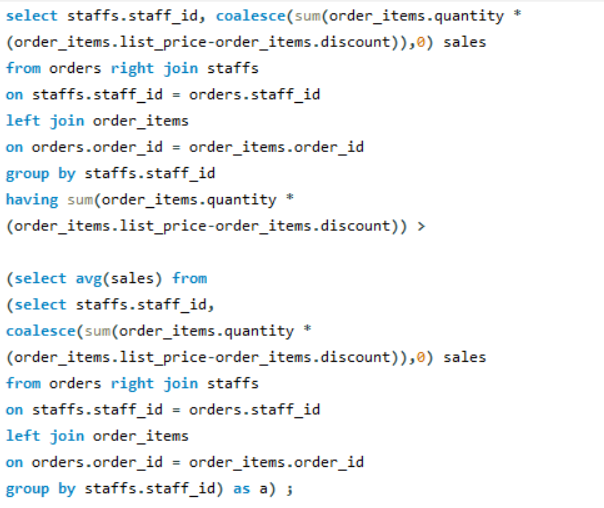 select staffs.staff_id, coalesce(sum(order_items.quantity *
(order_items.list_price-order_items.discount)),0) sales
from orders right join staffs
on staffs.staff_id = orders.staff_id
left join order_items
on orders.order_id = order_items.order_id
group by staffs.staff_id
having sum(order_items.quantity *
(order_items.list_price-order_items.discount)) >
(select avg(sales) from
(select staffs.staff_id,
coalesce(sum(order_items.quantity *
(order_items.list_price-order_items.discount)),0) sales
from orders right join staffs
on staffs.staff_id = orders.staff_id
left join order_items
on orders.order_id = order_items.order_id
group by staffs.staff_id) as a) ;